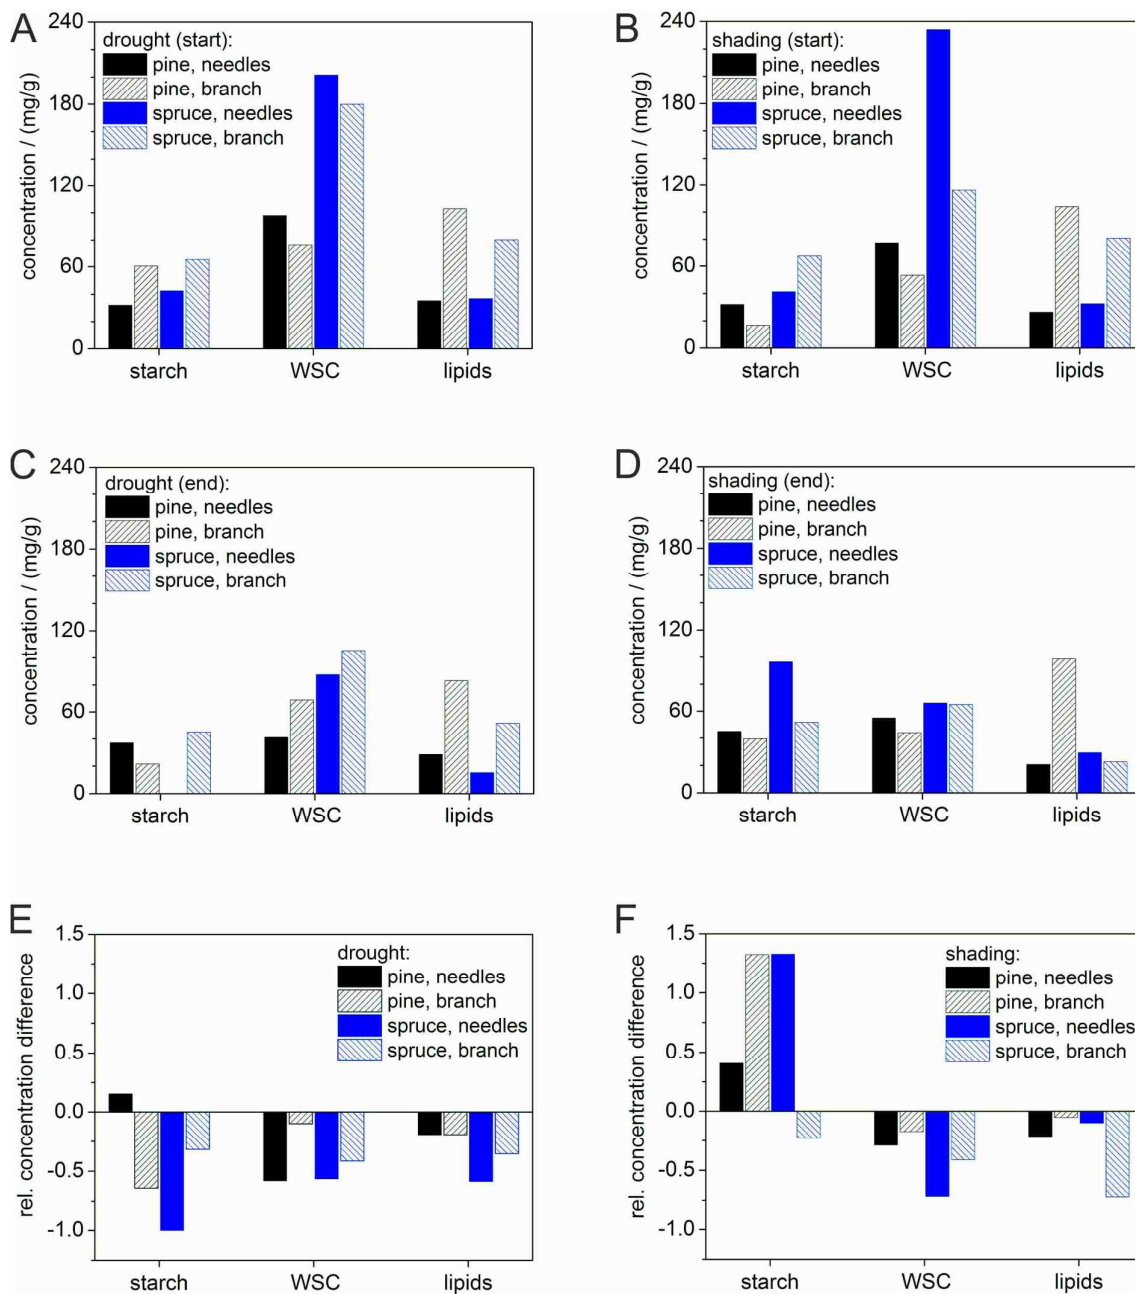 A
240
180
120
60
0
concentration / (mg/g)
drought (start):
pine, needles
pine, branch
spruce, needles
spruce, branch
starch WSC lipids
B
240
180
120
60
0
concentration / (mg/g)
shading (start):
pine, needles
pine, branch
spruce, needles
spruce, branch
starch WSC lipids
C
240
180
120
60
0
concentration / (mg/g)
drought (end):
pine, needles
pine, branch
spruce, needles
spruce, branch
starch WSC lipids
D
240
180
120
60
0
concentration / (mg/g)
shading (end):
pine, needles
pine, branch
spruce, needles
spruce, branch
starch WSC lipids
E
1.5
1.0
0.5
0.0
-0.5
-1.0
rel. concentration difference
drought:
pine, needles
pine, branch
spruce, needles
spruce, branch
starch WSC lipids
F
1.5
1.0
0.5
0.0
-0.5
-1.0
rel. concentration difference
shading:
pine, needles
pine, branch
spruce, needles
spruce, branch
starch WSC lipids